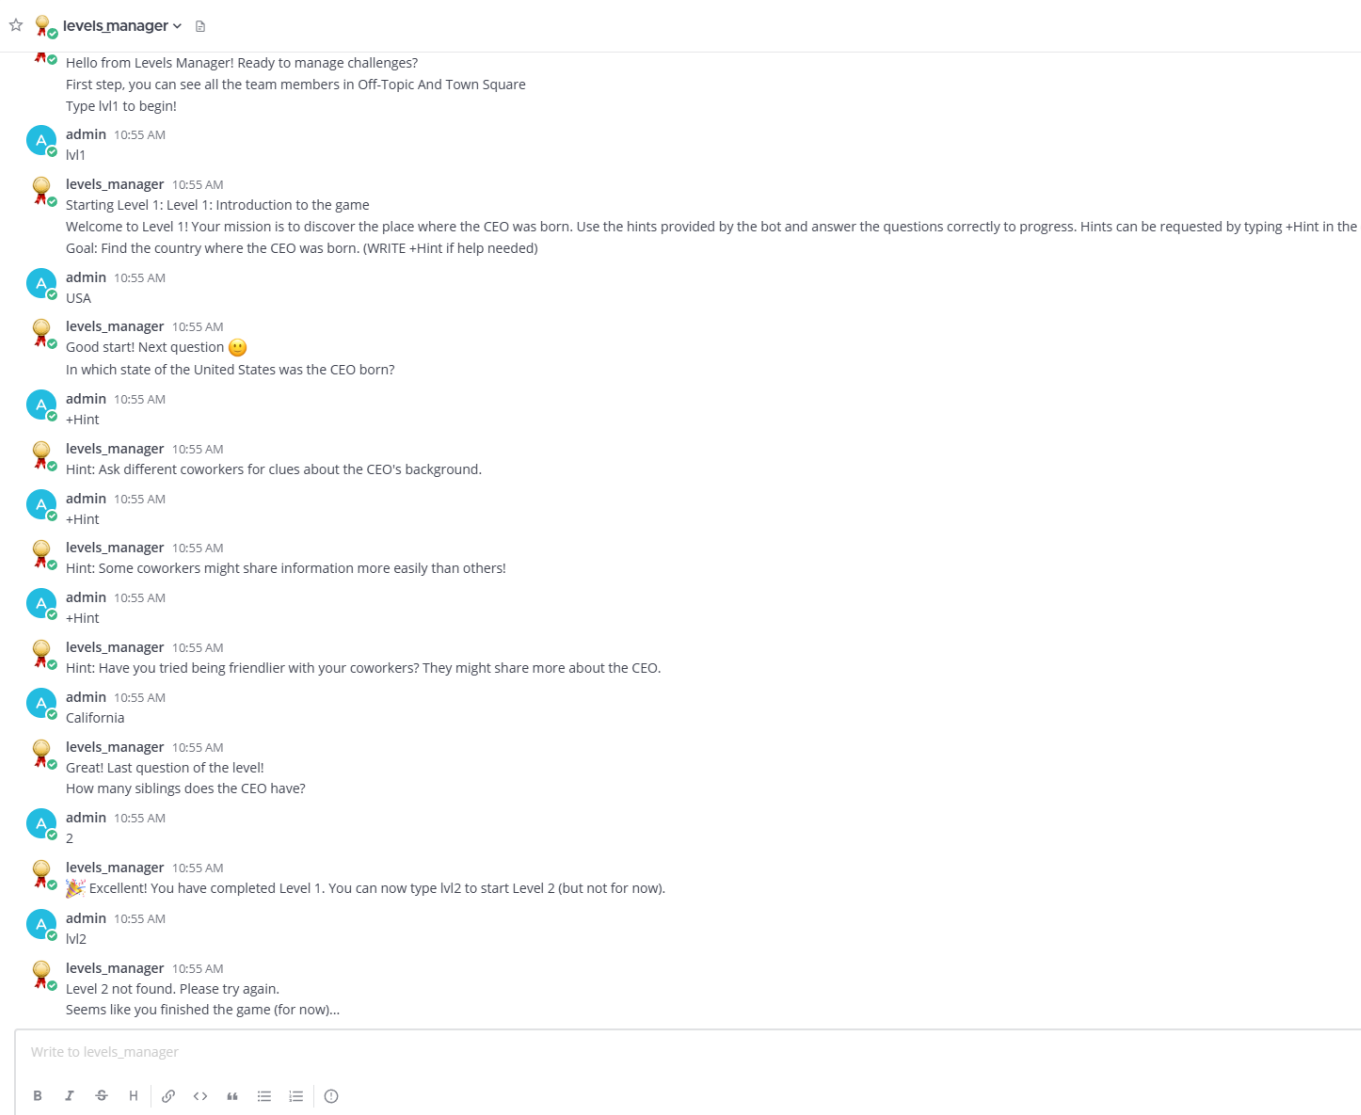 levels_manager
Hello from Levels Manager! Ready to manage challenges?
First step, you can see all the team members in Off-Topic And Town Square
Type lvl1 to begin!
A admin 10:55 AM
lvl1
levels_manager 10:55 AM
Starting Level 1: Level 1: Introduction to the game
Welcome to Level 1! Your mission is to discover the place where the CEO was born. Use the hints provided by the bot and answer the questions correctly to progress. Hints can be requested by typing +Hint in the
Goal: Find the country where the CEO was born. (WRITE +Hint if help needed)
A admin 10:55 AM
USA
levels_manager 10:55 AM
Good start! Next question 🙂
In which state of the United States was the CEO born?
A admin 10:55 AM
+Hint
levels_manager 10:55 AM
Hint: Ask different coworkers for clues about the CEO's background.
A admin 10:55 AM
+Hint
levels_manager 10:55 AM
Hint: Some coworkers might share information more easily than others!
A admin 10:55 AM
+Hint
levels_manager 10:55 AM
Hint: Have you tried being friendlier with your coworkers? They might share more about the CEO.
A admin 10:55 AM
California
levels_manager 10:55 AM
Great! Last question of the level!
How many siblings does the CEO have?
A admin 10:55 AM
2
levels_manager 10:55 AM
🎉 Excellent! You have completed Level 1. You can now type lvl2 to start Level 2 (but not for now).
A admin 10:55 AM
lvl2
levels_manager 10:55 AM
Level 2 not found. Please try again.
Seems like you finished the game (for now)...
Write to levels_manager
B I S H